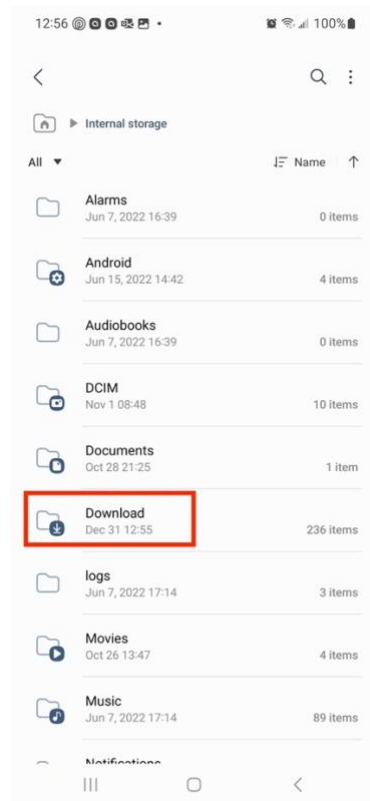 12:56 100%
Internal storage
All Name
Alarms
Jun 7, 2022 16:39 0 items
Android
Jun 15, 2022 14:42 4 items
Audiobooks
Jun 7, 2022 16:39 0 items
DCIM
Nov 1 08:48 10 items
Documents
Oct 28 21:25 1 item
Download
Dec 31 12:55 236 items
logs
Jun 7, 2022 17:14 3 items
Movies
Oct 26 13:47 4 items
Music
Jun 7, 2022 17:14 89 items
Notifications